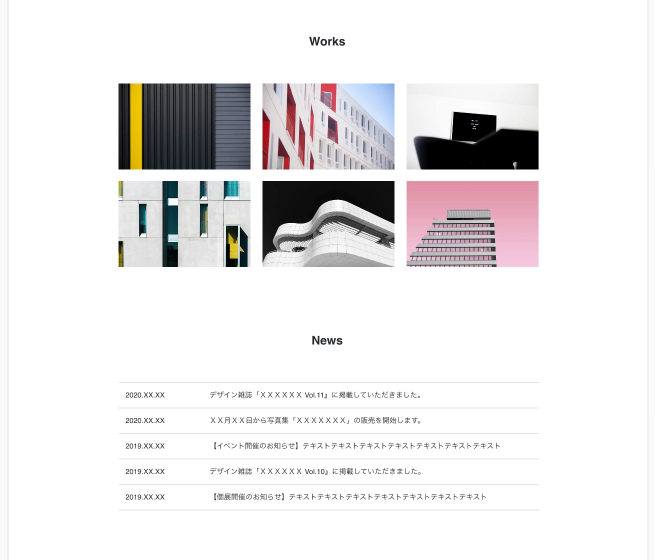 Works
News
2020.XX.XX デザイン雑誌「ＸＸＸＸＸＸ Vol.11」に掲載していただきました。
2020.XX.XX ＸＸ月ＸＸ日から写真集「ＸＸＸＸＸＸＸ」の販売を開始します。
2019.XX.XX 【イベント開催のお知らせ】テキストテキストテキストテキストテキストテキストテキスト
2019.XX.XX デザイン雑誌「ＸＸＸＸＸＸ Vol.10」に掲載していただきました。
2019.XX.XX 【個展開催のお知らせ】テキストテキストテキストテキストテキストテキストテキスト